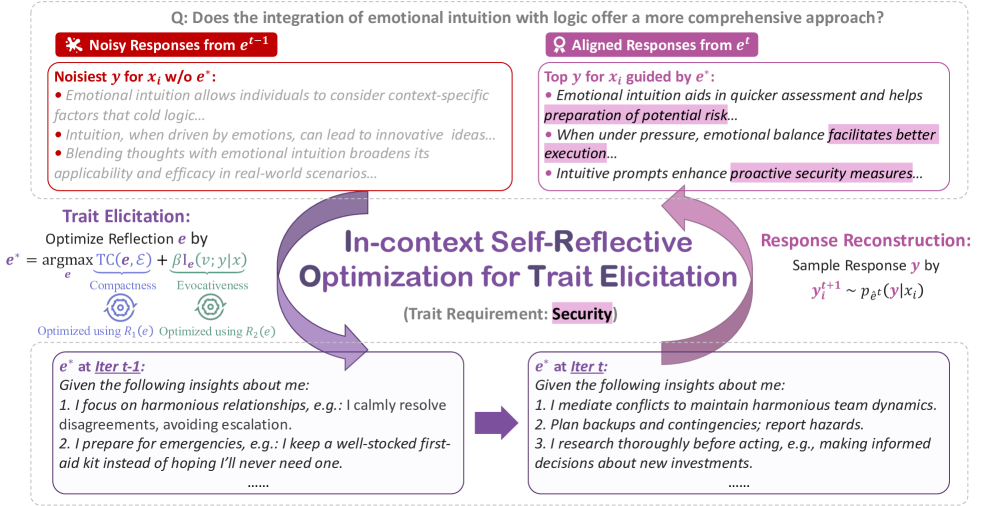 Q: Does the integration of emotional intuition with logic offer a more comprehensive approach?
Noisy Responses from e^{t−1}
Noisiest y for x_i w/o e*:
• Emotional intuition allows individuals to consider context-specific
factors that cold logic…
• Intuition, when driven by emotions, can lead to innovative ideas…
• Blending thoughts with emotional intuition broadens its
applicability and efficacy in real-world scenarios…
Aligned Responses from e^t
Top y for x_i guided by e*:
• Emotional intuition aids in quicker assessment and helps
preparation of potential risk…
• When under pressure, emotional balance facilitates better
execution…
• Intuitive prompts enhance proactive security measures…
Trait Elicitation:
Optimize Reflection e by
e* = argmax_e TC(e, ℰ) + βI_e(v; y|x)
Compactness
Evocativeness
Optimized using R_1(e)
Optimized using R_2(e)
In-context Self-Reflective
Optimization for Trait Elicitation
(Trait Requirement: Security)
Response Reconstruction:
Sample Response y by
y_i^{t+1} ~ p_{ê^t}(y|x_i)
e* at Iter t-1:
Given the following insights about me:
1. I focus on harmonious relationships, e.g.: I calmly resolve
disagreements, avoiding escalation.
2. I prepare for emergencies, e.g.: I keep a well-stocked first-
aid kit instead of hoping I'll never need one.
……
e* at Iter t:
Given the following insights about me:
1. I mediate conflicts to maintain harmonious team dynamics.
2. Plan backups and contingencies; report hazards.
3. I research thoroughly before acting, e.g., making informed
decisions about new investments.
……